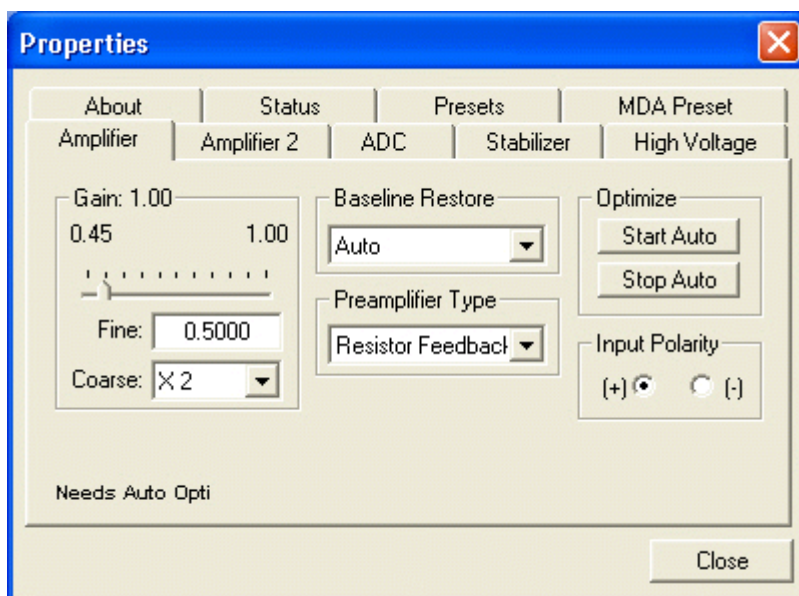 Properties
About Status Presets MDA Preset
Amplifier Amplifier 2 ADC Stabilizer High Voltage
Gain: 1.00
0.45 1.00
Fine: 0.5000
Coarse: X 2
Baseline Restore
Auto
Preamplifier Type
Resistor Feedback
Optimize
Start Auto
Stop Auto
Input Polarity
(+) (-)
Needs Auto Opti
Close